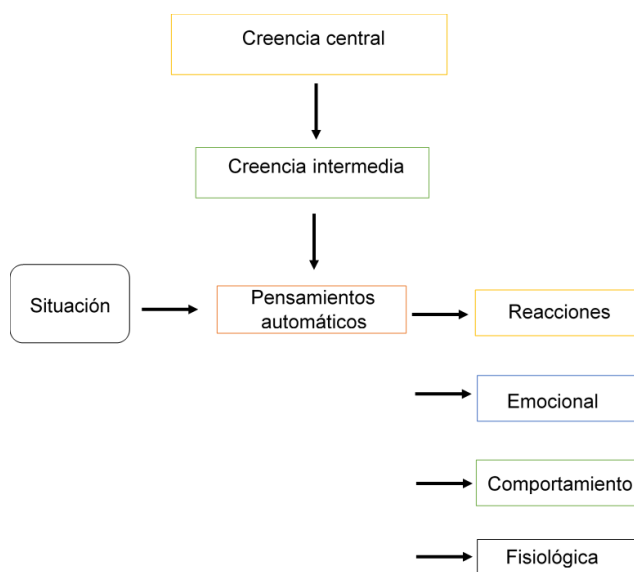 Creencia central
Creencia intermedia
Situación
Pensamientos
automáticos
Reacciones
Emocional
Comportamiento
Fisiológica